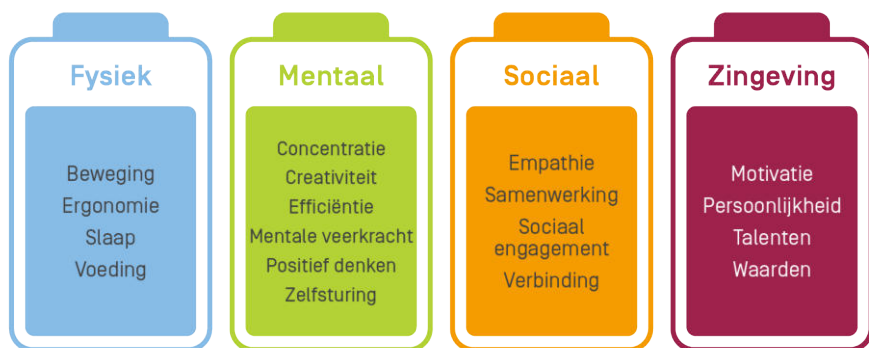 Fysiek
Beweging
Ergonomie
Slaap
Voeding
Mentaal
Concentratie
Creativiteit
Efficiëntie
Mentale veerkracht
Positief denken
Zelfsturing
Sociaal
Empathie
Samenwerking
Sociaal
engagement
Verbinding
Zingeving
Motivatie
Persoonlijkheid
Talenten
Waarden